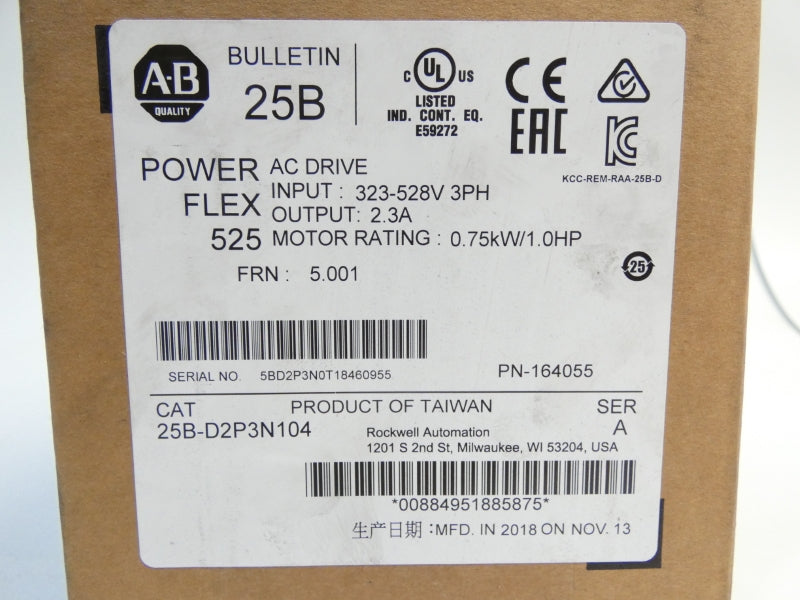 A-B
QUALITY
BULLETIN
25B
C UL US
LISTED
IND. CONT. EQ.
E59272
CE
EAC
KC
KCC-REM-RAA-25B-D
POWER
FLEX
525
AC DRIVE
INPUT : 323-528V 3PH
OUTPUT: 2.3A
MOTOR RATING : 0.75kW/1.0HP
FRN : 5.001
25
SERIAL NO. 5BD2P3N0T18460955
PN-164055
CAT
25B-D2P3N104
PRODUCT OF TAIWAN
SER
A
Rockwell Automation
1201 S 2nd St, Milwaukee, WI 53204, USA
*00884951885875*
生产日期:MFD. IN 2018 ON NOV. 13